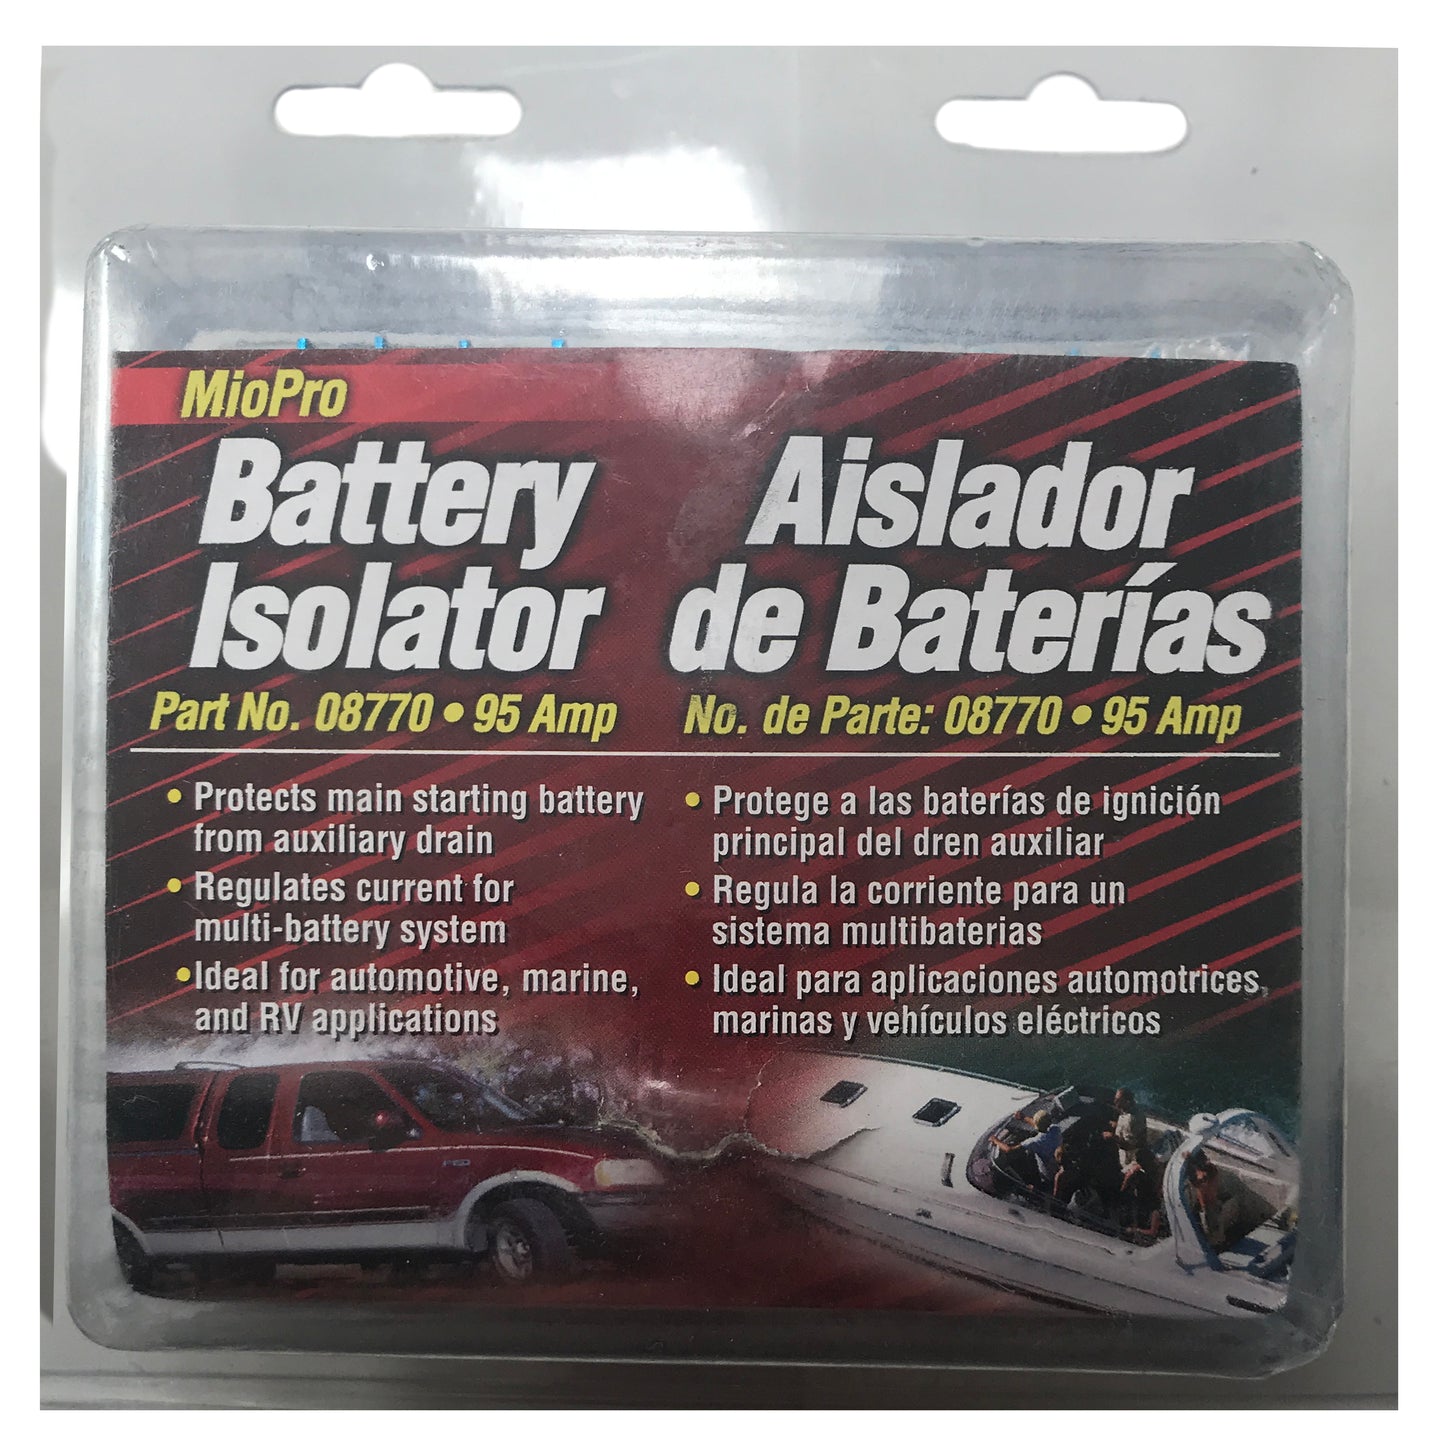 MioPro
Battery
Isolator
Part No. 08770 • 95 Amp
• Protects main starting battery
from auxiliary drain
• Regulates current for
multi-battery system
•Ideal for automotive, marine,
and RV applications
Aislador
de Baterías
No. de Parte: 08770 • 95 Amp
• Protege a las baterías de ignición
principal del dren auxiliar
• Regula la corriente para un
sistema multibaterias
• Ideal para aplicaciones automotrices,
marinas y vehículos eléctricos